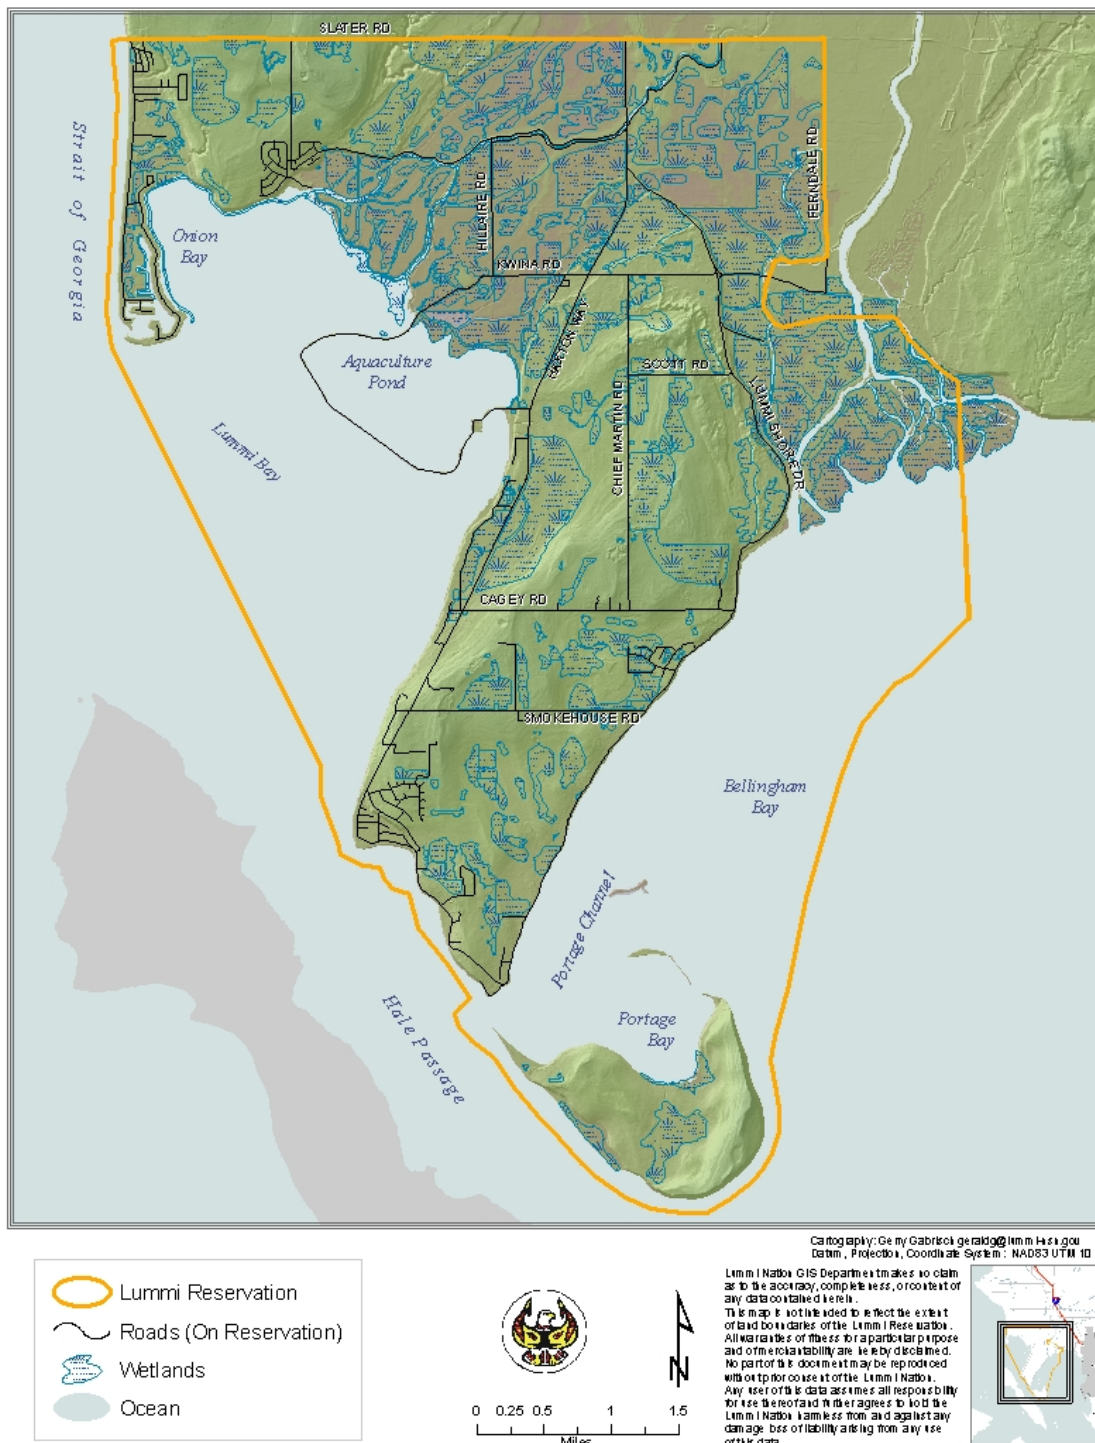 SLATER RD
Strait of Georgia
FERNDALE RD
HILLAIRE RD
Onion
Bay
KWINA RD
HAXTON WAY
Aquaculture
Pond
SCOTT RD
LUMMI SHORE DR
CHIEF MARTIN RD
Lummi Bay
CAGEY RD
SMOKEHOUSE RD
Bellingham
Bay
Portage Channel
Hale Passage
Portage
Bay
Lummi Reservation
Roads (On Reservation)
Wetlands
Ocean
N
0 0.25 0.5 1 1.5
Miles
Cartography: Gerry Gabrisch geraldg@lummi-nsn.gov
Datum, Projection, Coordinate System: NAD83 UTM 10
Lummi Nation GIS Department makes no claim
as to the accuracy, completeness, or content of
any data contained herein.
This map is not intended to reflect the extent
of land boundaries of the Lummi Reservation.
All warranties of fitness for a particular purpose
and of merchantability are hereby disclaimed.
No part of this document may be reproduced
without prior consent of the Lummi Nation.
Any user of this data assumes all responsibility
for use thereof and further agrees to hold the
Lummi Nation harmless from and against any
damage loss of liability arising from any use
of this data